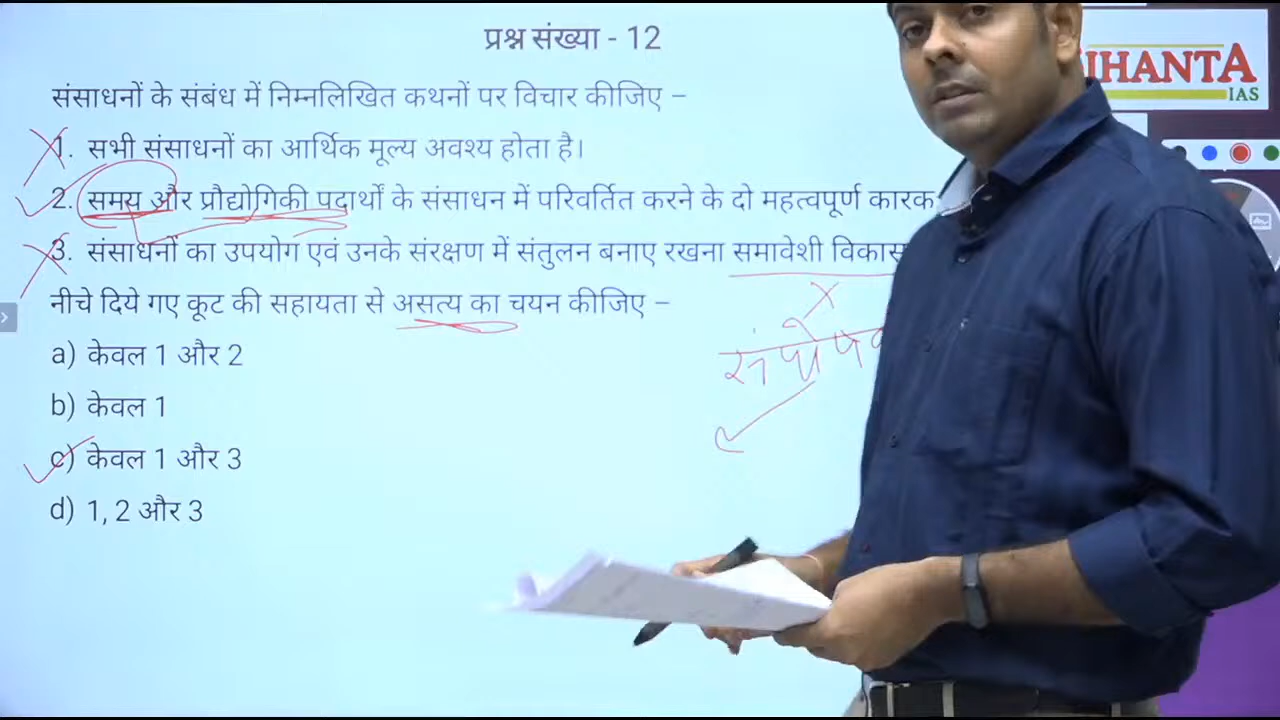 प्रश्न संख्या - 12
NIHANTA
IAS
संसाधनों के संबंध में निम्नलिखित कथनों पर विचार कीजिए –
1. सभी संसाधनों का आर्थिक मूल्य अवश्य होता है।
2. समय और प्रौद्योगिकी पदार्थों के संसाधन में परिवर्तित करने के दो महत्वपूर्ण कारक
3. संसाधनों का उपयोग एवं उनके संरक्षण में संतुलन बनाए रखना समावेशी विकास
नीचे दिये गए कूट की सहायता से असत्य का चयन कीजिए –
a) केवल 1 और 2
b) केवल 1
c) केवल 1 और 3
d) 1, 2 और 3